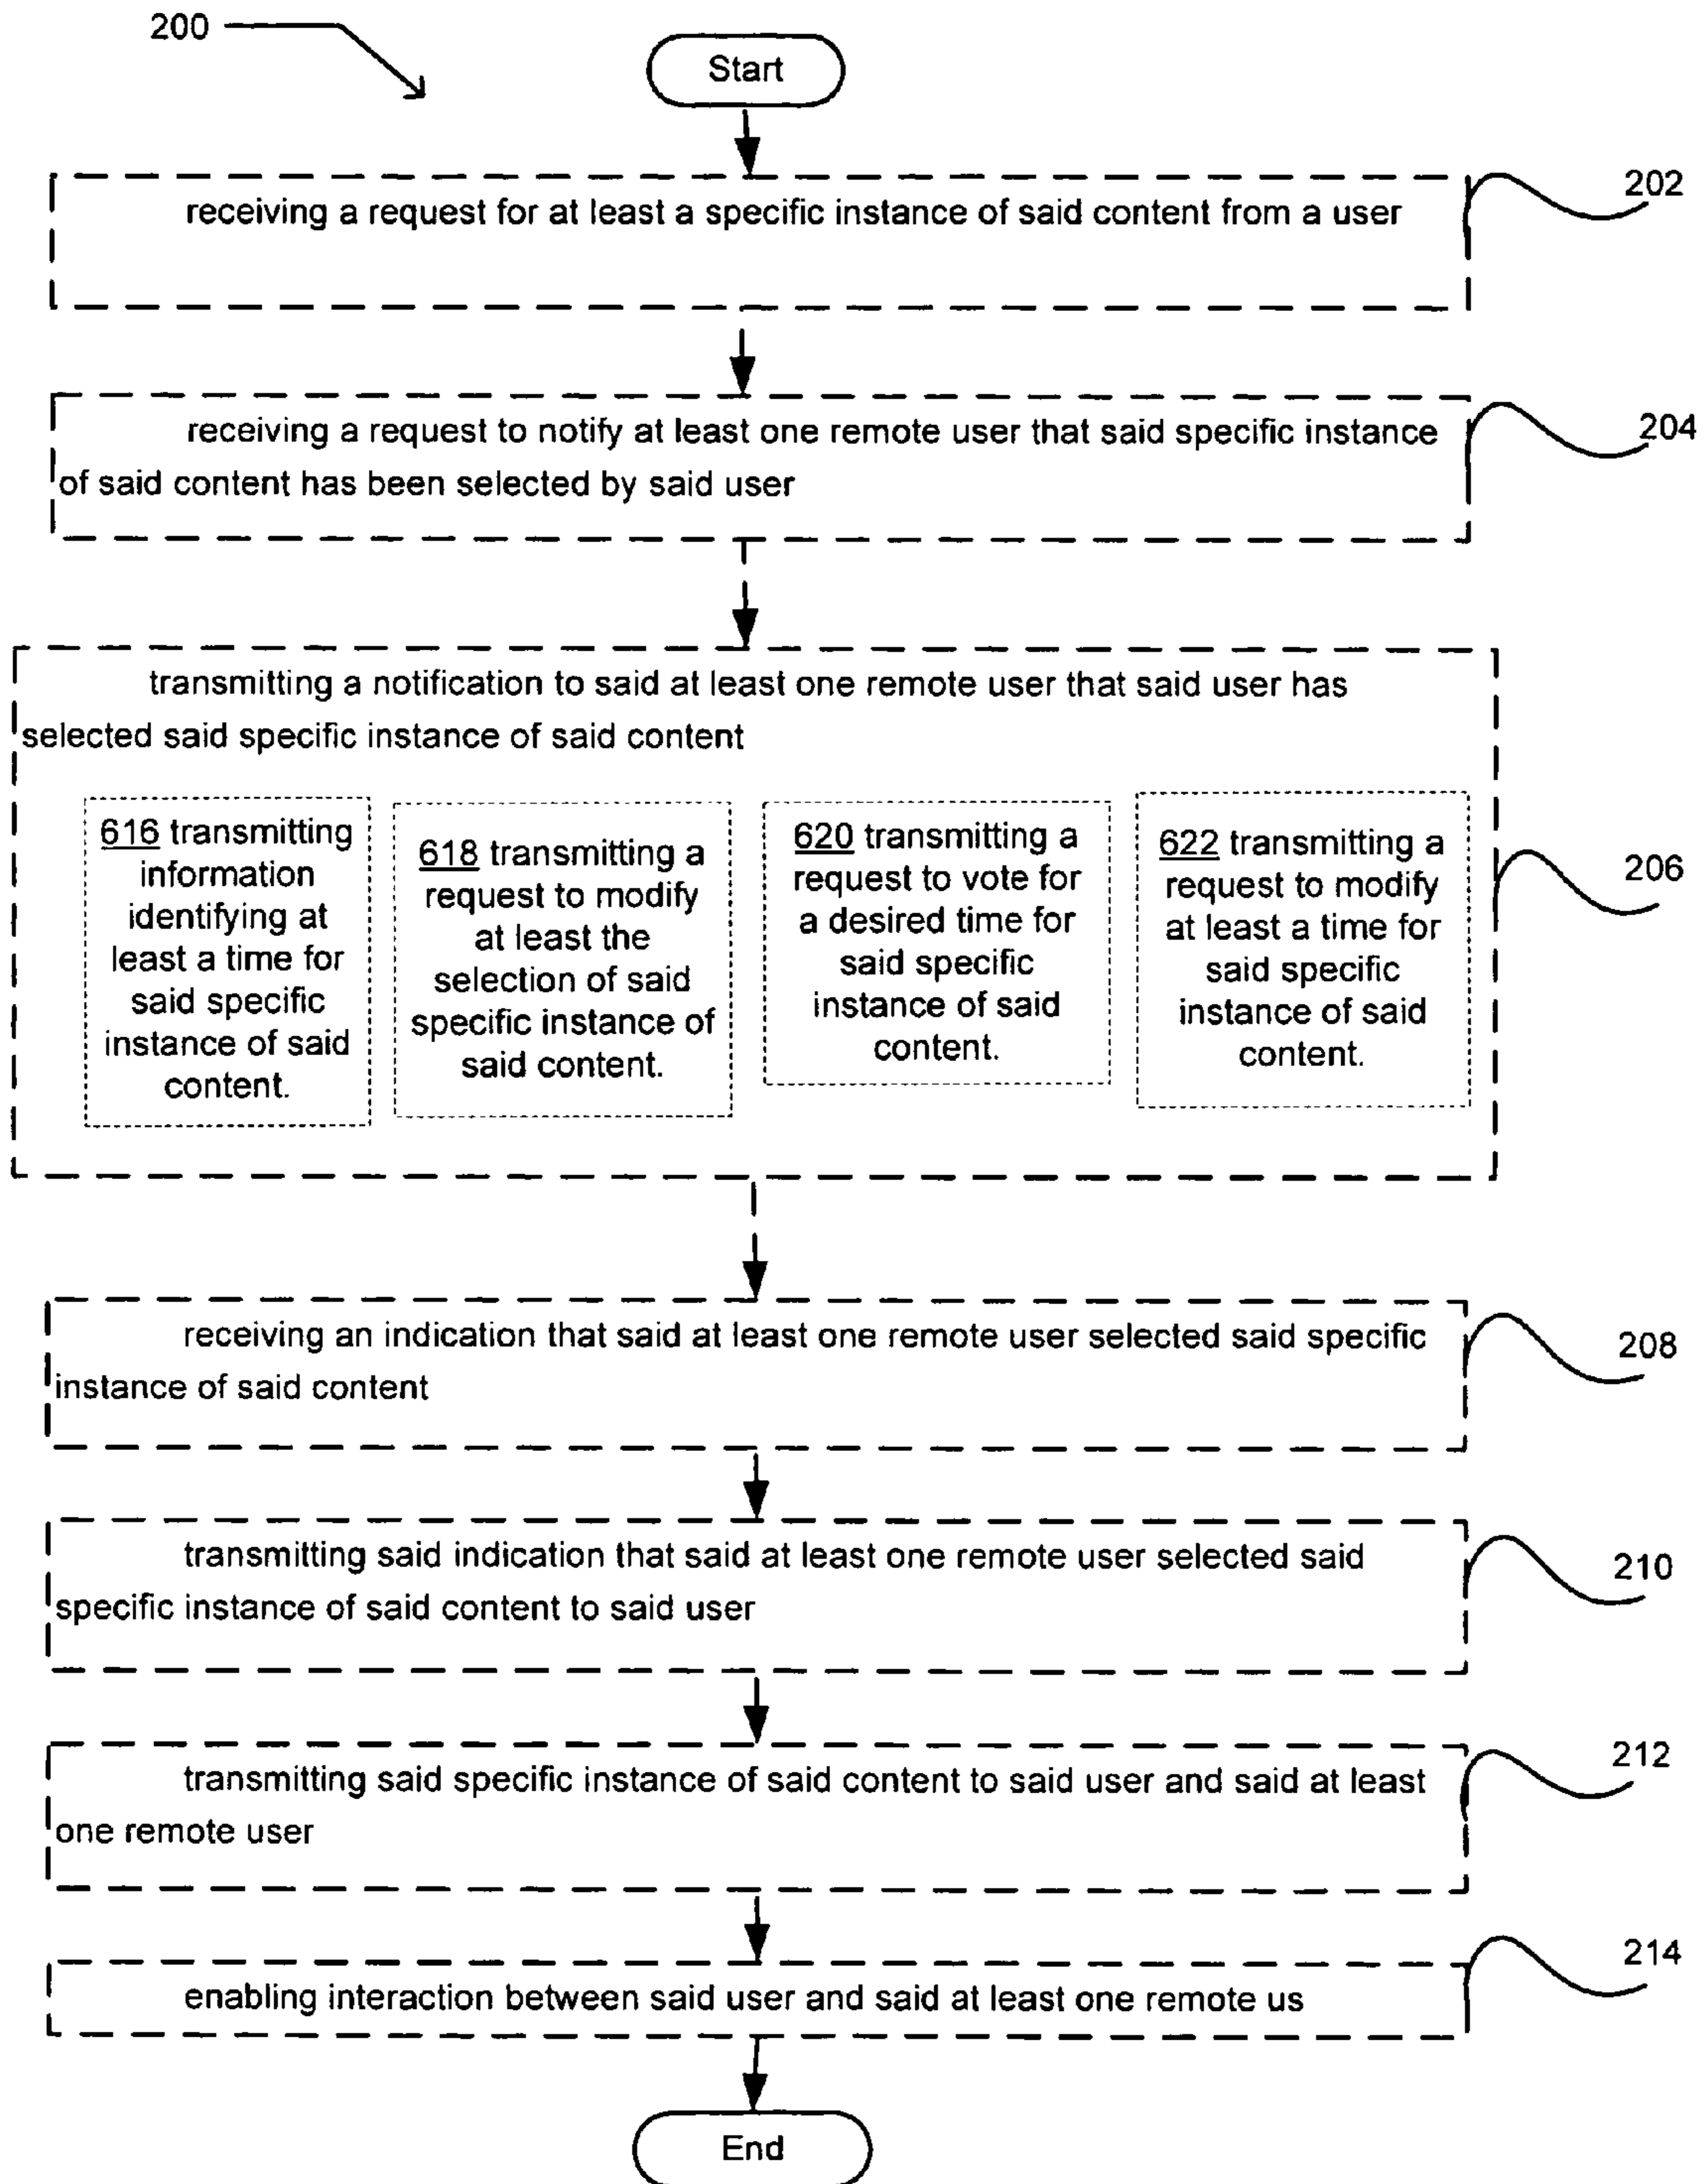 200
Start
receiving a request for at least a specific instance of said content from a user
202
receiving a request to notify at least one remote user that said specific instance
of said content has been selected by said user
204
transmitting a notification to said at least one remote user that said user has
selected said specific instance of said content
616 transmitting
information
identifying at
least a time for
said specific
instance of said
content.
618 transmitting a
request to modify
at least the
selection of said
specific instance of
said content.
620 transmitting a
request to vote for
a desired time for
said specific
instance of said
content.
622 transmitting a
request to modify
at least a time for
said specific
instance of said
content.
206
receiving an indication that said at least one remote user selected said specific
instance of said content
208
transmitting said indication that said at least one remote user selected said
specific instance of said content to said user
210
transmitting said specific instance of said content to said user and said at least
one remote user
212
enabling interaction between said user and said at least one remote us
214
End